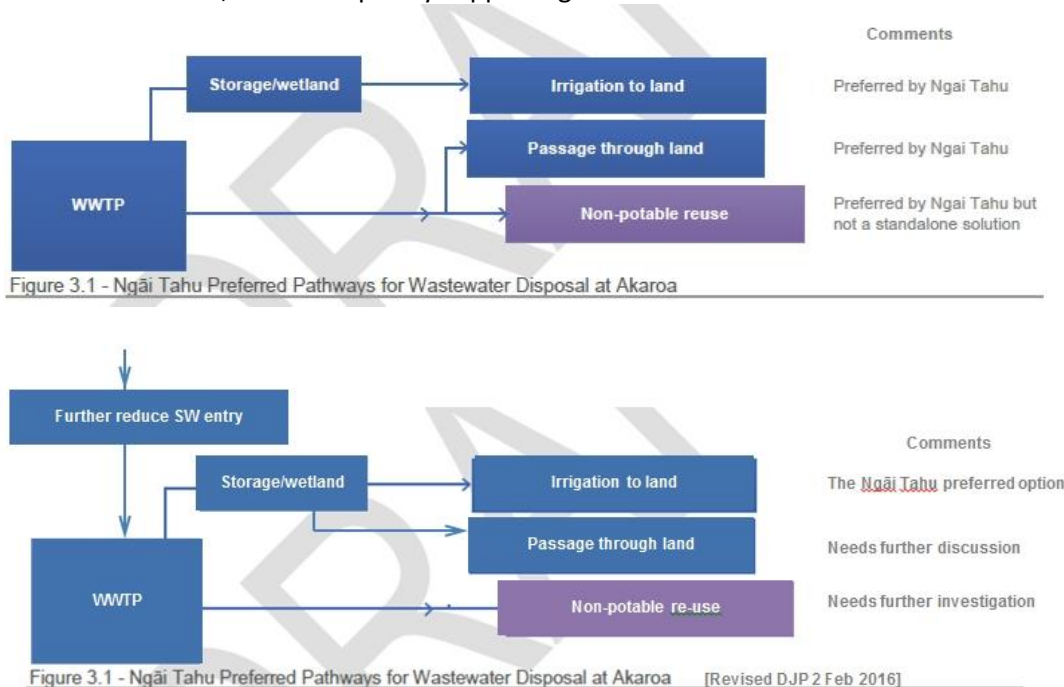 Comments
Storage/wetland
Irrigation to land
Preferred by Ngai Tahu
Passage through land
Preferred by Ngai Tahu
WWTP
Non-potable reuse
Preferred by Ngai Tahu but
not a standalone solution
Figure 3.1 - Ngāi Tahu Preferred Pathways for Wastewater Disposal at Akaroa
Further reduce SW entry
Comments
Storage/wetland
Irrigation to land
The Ngāi Tahu preferred option
Passage through land
Needs further discussion
WWTP
Non-potable re-use
Needs further investigation
Figure 3.1 - Ngāi Tahu Preferred Pathways for Wastewater Disposal at Akaroa [Revised DJP 2 Feb 2016]